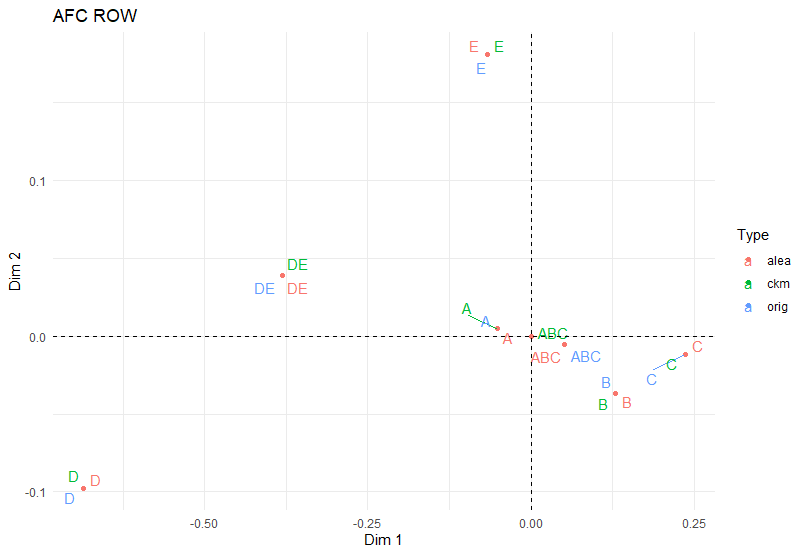 AFC ROW
E E
E
0.1
DE
DE DE
A
A
A
0.0
ABC
ABC ABC
C
C
C
B
B B
D D
D
-0.1
-0.50 -0.25 0.00 0.25
Dim 1
Dim 2
Type
a alea
a ckm
a orig